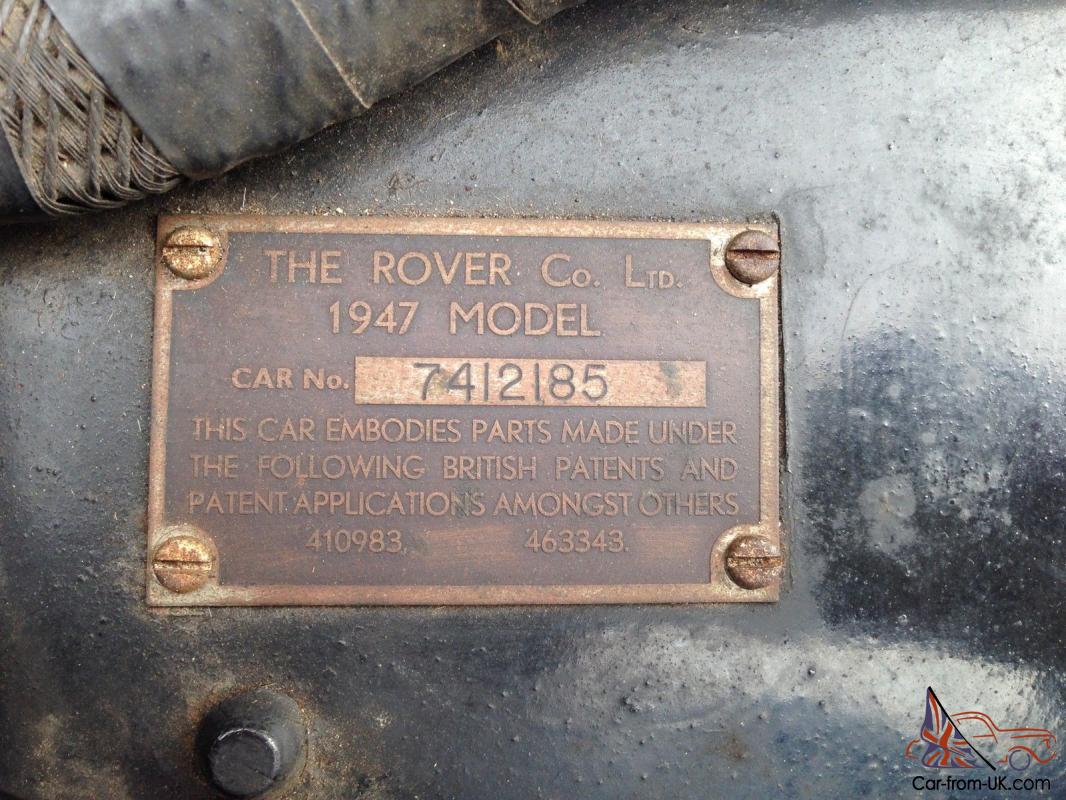 THE ROVER Co. LTD.
1947 MODEL
CAR No. 7412185
THIS CAR EMBODIES PARTS MADE UNDER
THE FOLLOWING BRITISH PATENTS AND
PATENT APPLICATIONS AMONGST OTHERS
410983, 463343.
Car-from-UK.com